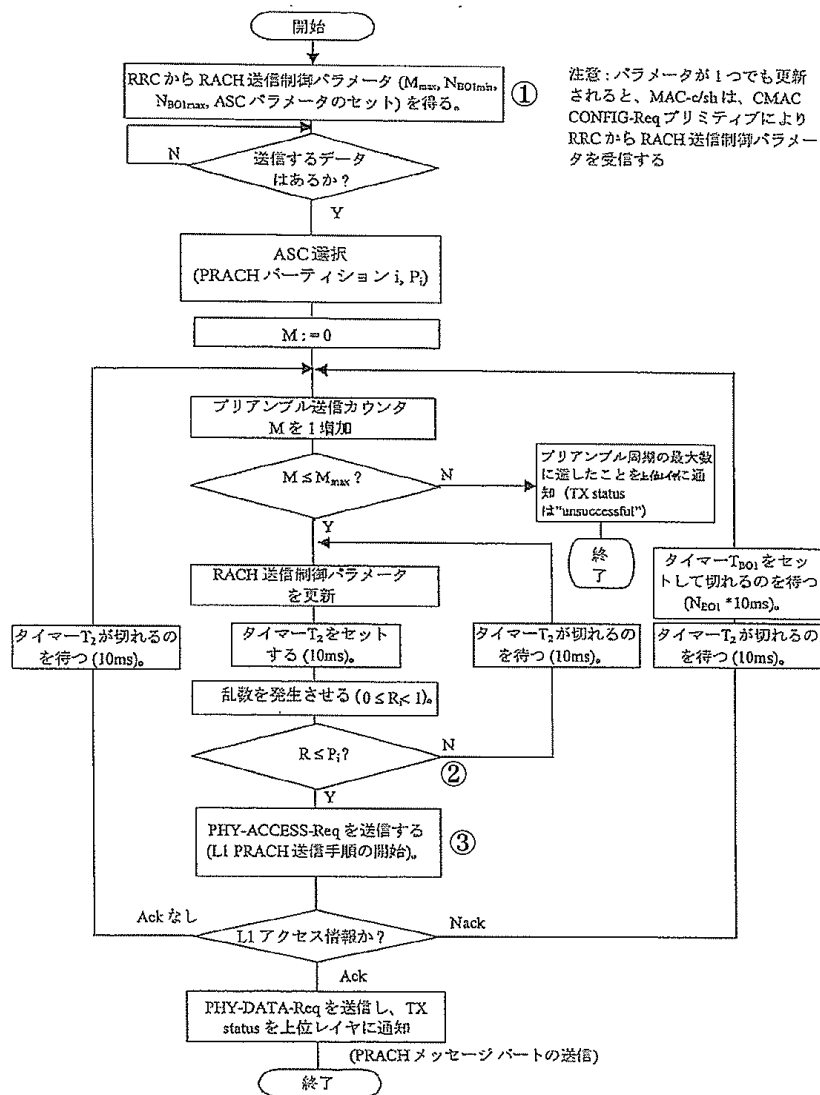 開始
RRC から RACH 送信制御パラメータ (Mmax, NBO1min,
NBO1max, ASC パラメータのセット) を得る。
①
注意 : パラメータが 1 つでも更新
されると、MAC-c/sh は、CMAC
CONFIG-Req プリミティブにより
RRC から RACH 送信制御パラメー
タを受信する
N
送信するデータ
はあるか?
Y
ASC 選択
(PRACH パーティション i, Pi)
M : = 0
プリアンブル送信カウンタ
M を 1 増加
M ≤ Mmax ?
N
プリアンブル周期の最大数
に達したことを上位レイヤに通
知 (TX status
は"unsuccessful")
Y
終
了
RACH 送信制御パラメータ
を更新
タイマーTBO1 をセッ
トして切れるのを待つ
(NBO1 *10ms)。
タイマーT2 が切れるの
を待つ (10ms)。
タイマーT2 をセット
する (10ms)。
タイマーT2 が切れるの
を待つ (10ms)。
タイマーT2 が切れるの
を待つ (10ms)。
乱数を発生させる (0 ≤ Ri< 1)。
R ≤ Pi?
N
②
Y
PHY-ACCESS-Req を送信する
(L1 PRACH 送信手順の開始)。
③
Ack なし
L1 アクセス情報か?
Nack
Ack
PHY-DATA-Req を送信し、TX
status を上位レイヤに通知
(PRACH メッセージ パートの送信)
終了